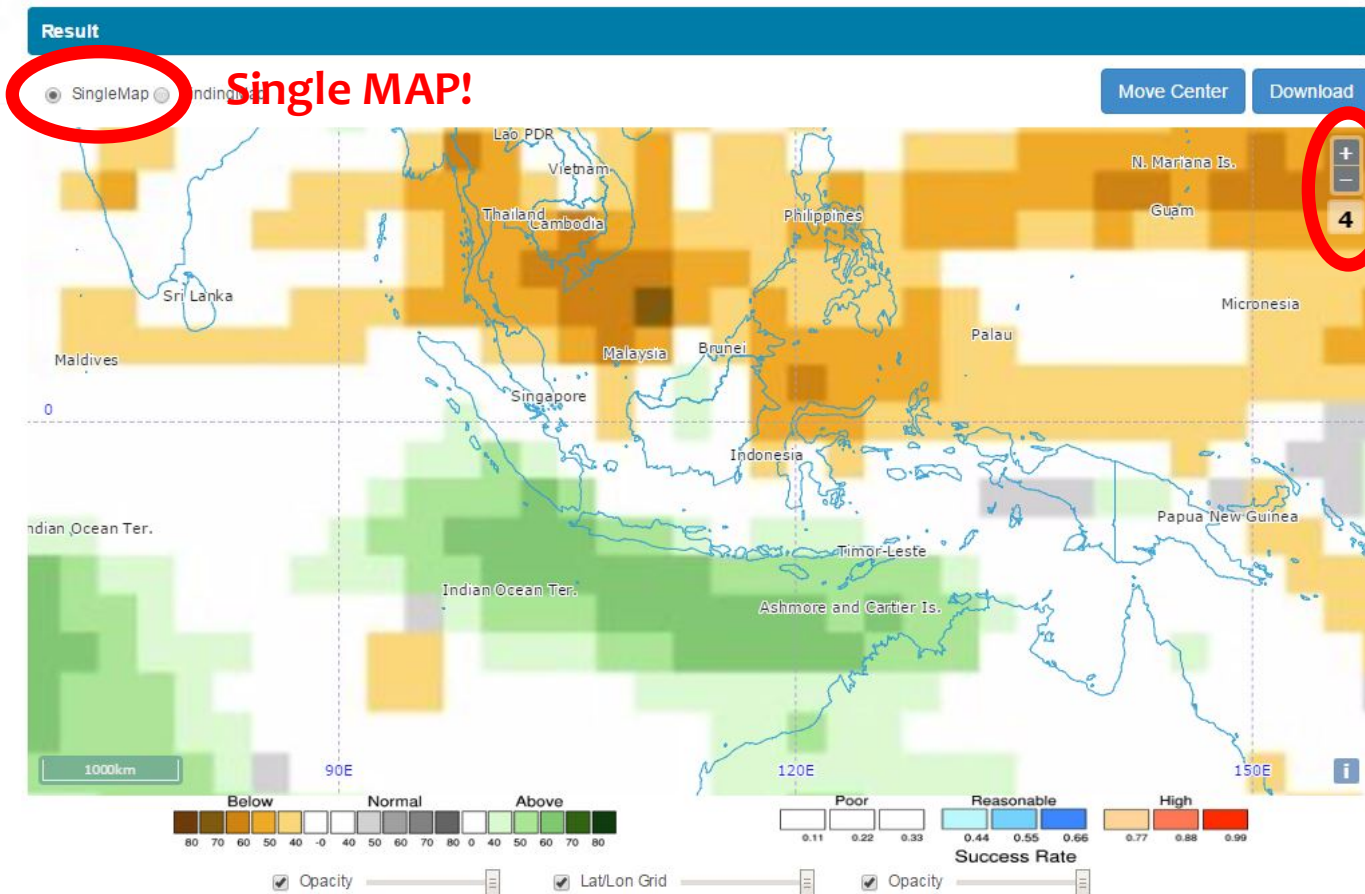 Result
SingleMap
Single MAP!
Move Center Download
+
−
4
Lao PDR
N. Mariana Is.
Vietnam
Guam
Thailand
Philippines
Cambodia
Sri Lanka
Micronesia
Palau
Maldives
Malaysia
Brunei
Singapore
0
Indonesia
Papua New Guinea
ndian Ocean Ter.
Timor-Leste
Indian Ocean Ter.
Ashmore and Cartier Is.
1000km 90E 120E 150E i
Below Normal Above
80 70 60 50 40 -0 40 50 60 70 80 0 40 50 60 70 80
Poor Reasonable High
0.11 0.22 0.33 0.44 0.55 0.66 0.77 0.88 0.99
Success Rate
Opacity Lat/Lon Grid Opacity